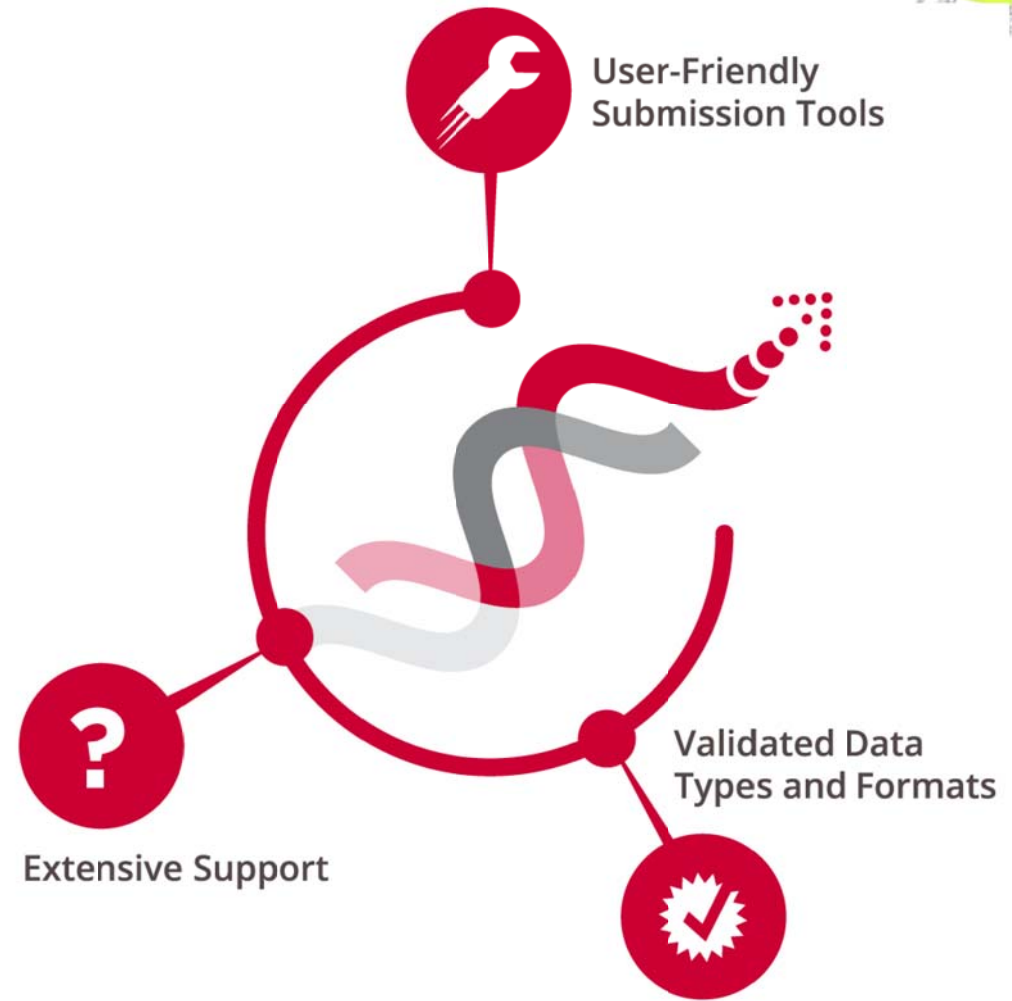 User-Friendly
Submission Tools
?
Validated Data
Types and Formats
Extensive Support